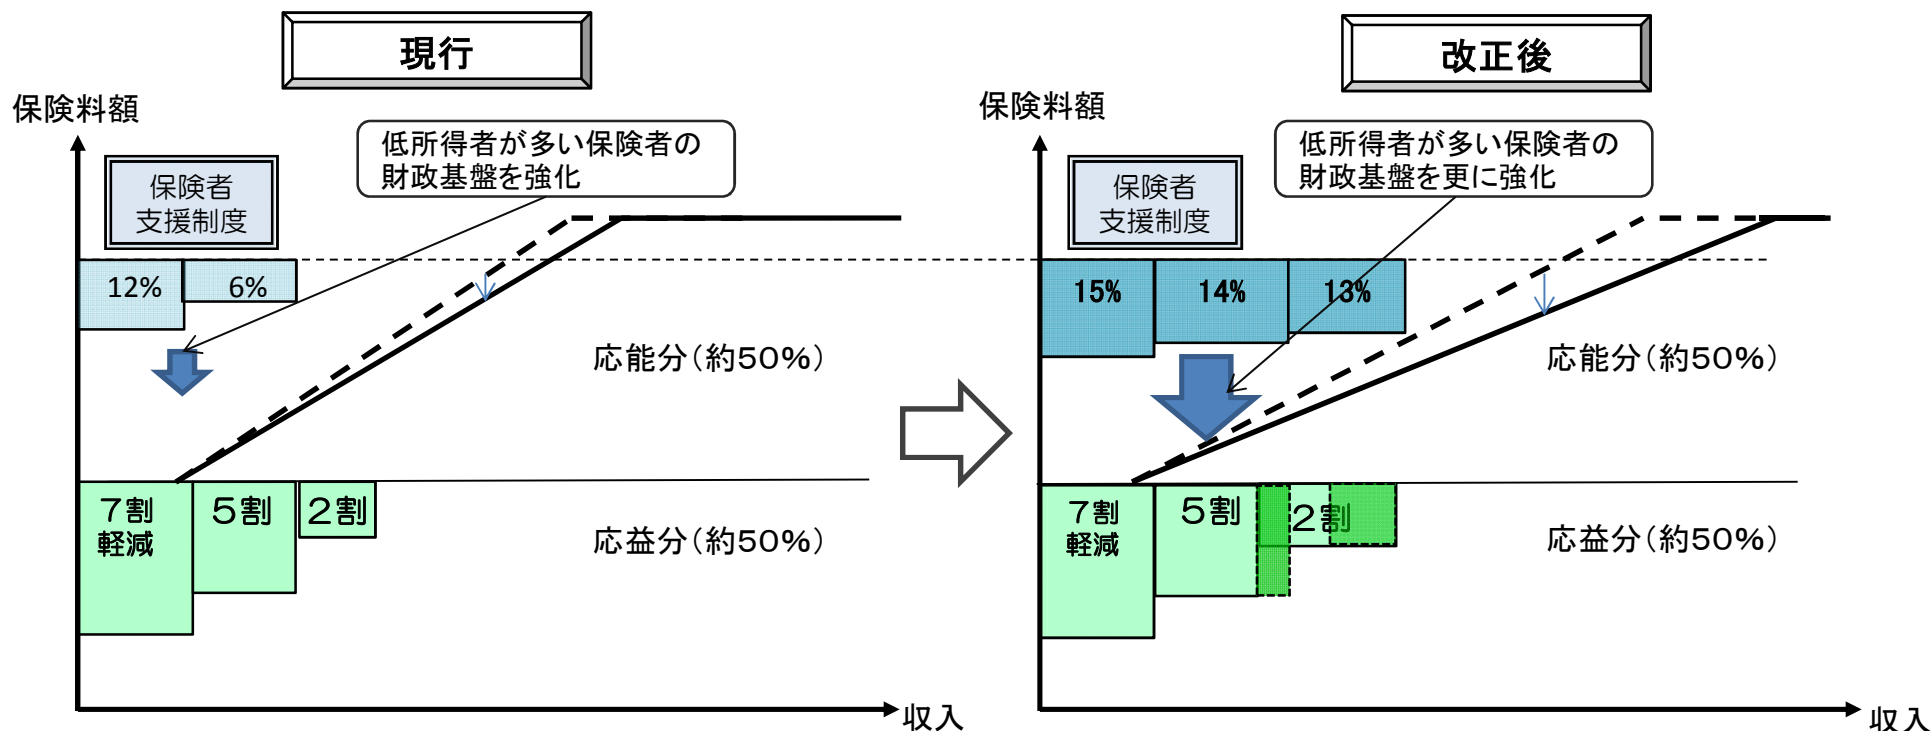 現行
保険料額
低所得者が多い保険者の
財政基盤を強化
保険者
支援制度
12%
6%
応能分(約50%)
7割
軽減
5割
2割
応益分(約50%)
収入
改正後
保険料額
低所得者が多い保険者の
財政基盤を更に強化
保険者
支援制度
15%
14%
13%
応能分(約50%)
7割
軽減
5割
2割
応益分(約50%)
収入